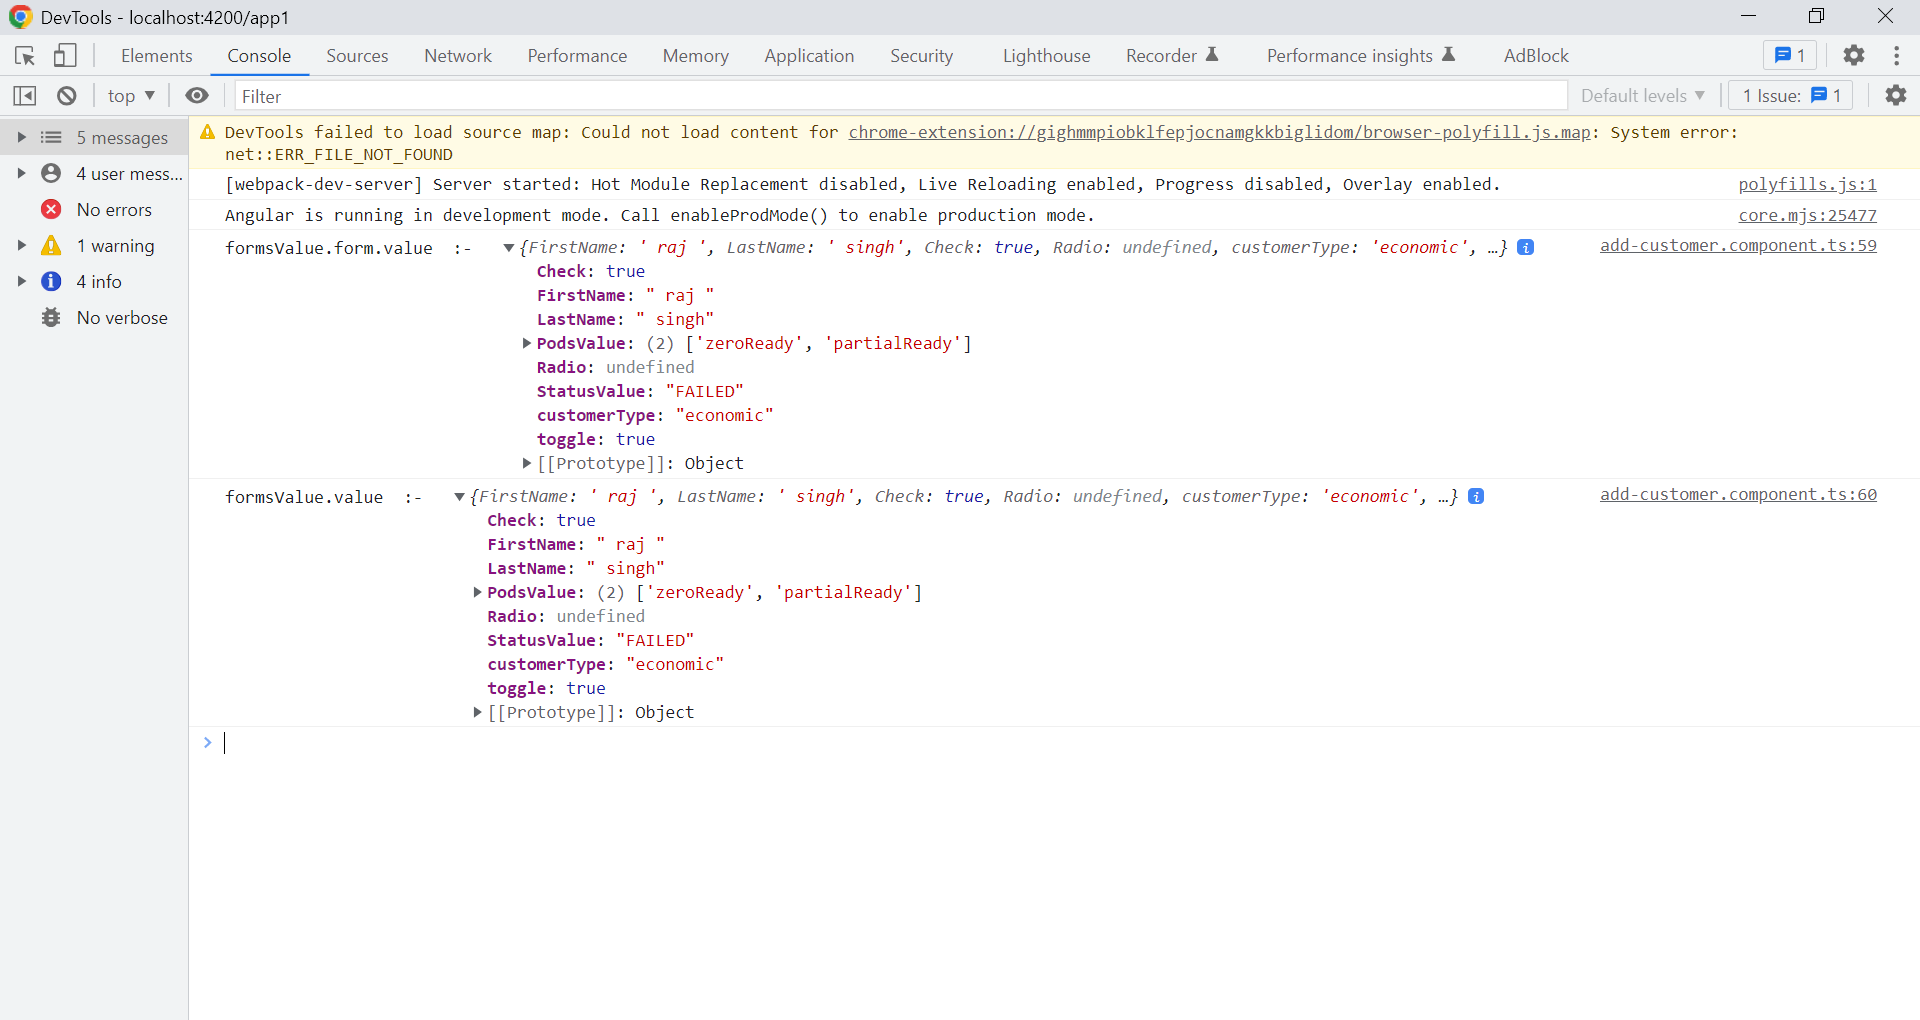 DevTools - localhost:4200/app1
Elements Console Sources Network Performance Memory Application Security Lighthouse Recorder Performance insights AdBlock 1
top Filter Default levels 1 Issue: 1
5 messages
4 user mess...
No errors
1 warning
4 info
No verbose
DevTools failed to load source map: Could not load content for chrome-extension://gighmmpiobklfepjocnamgkkbiglidom/browser-polyfill.js.map: System error:
net::ERR_FILE_NOT_FOUND
[webpack-dev-server] Server started: Hot Module Replacement disabled, Live Reloading enabled, Progress disabled, Overlay enabled. polyfills.js:1
Angular is running in development mode. Call enableProdMode() to enable production mode. core.mjs:25477
formsValue.form.value :- {FirstName: ' raj ', LastName: ' singh', Check: true, Radio: undefined, customerType: 'economic', …} i add-customer.component.ts:59
Check: true
FirstName: " raj "
LastName: " singh"
PodsValue: (2) ['zeroReady', 'partialReady']
Radio: undefined
StatusValue: "FAILED"
customerType: "economic"
toggle: true
[[Prototype]]: Object
formsValue.value :- {FirstName: ' raj ', LastName: ' singh', Check: true, Radio: undefined, customerType: 'economic', …} i add-customer.component.ts:60
Check: true
FirstName: " raj "
LastName: " singh"
PodsValue: (2) ['zeroReady', 'partialReady']
Radio: undefined
StatusValue: "FAILED"
customerType: "economic"
toggle: true
[[Prototype]]: Object